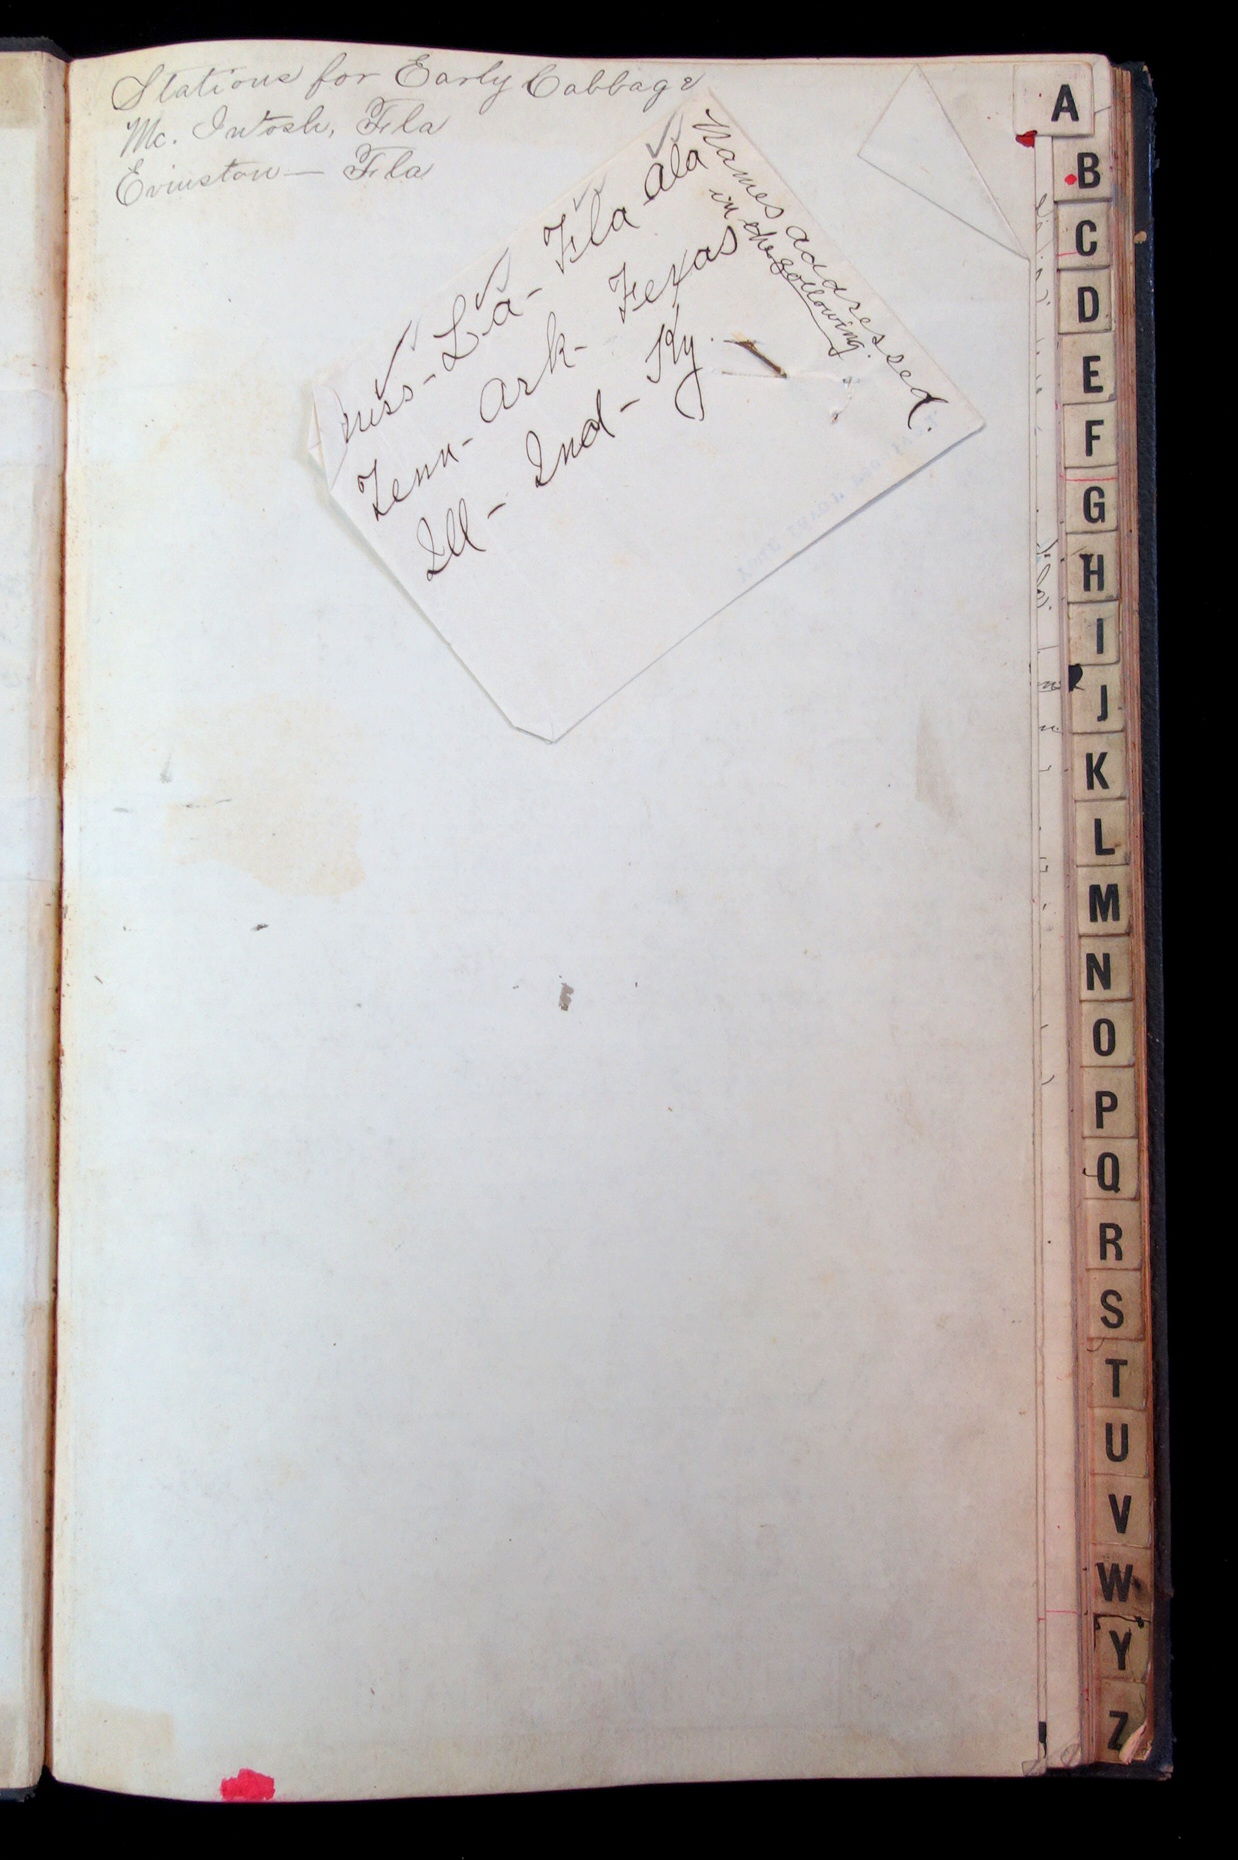 Stations for Early Cabbage
Mc. Intosh, Fla
Evinston — Fla
Names addressed.
in the following
Miss - La - Fla Ala
Tenn - Ark - Texas
Ill - Ind - Ky.
A
B
C
D
E
F
G
H
I
J
K
L
M
N
O
P
Q
R
S
T
U
V
W
Y
Z